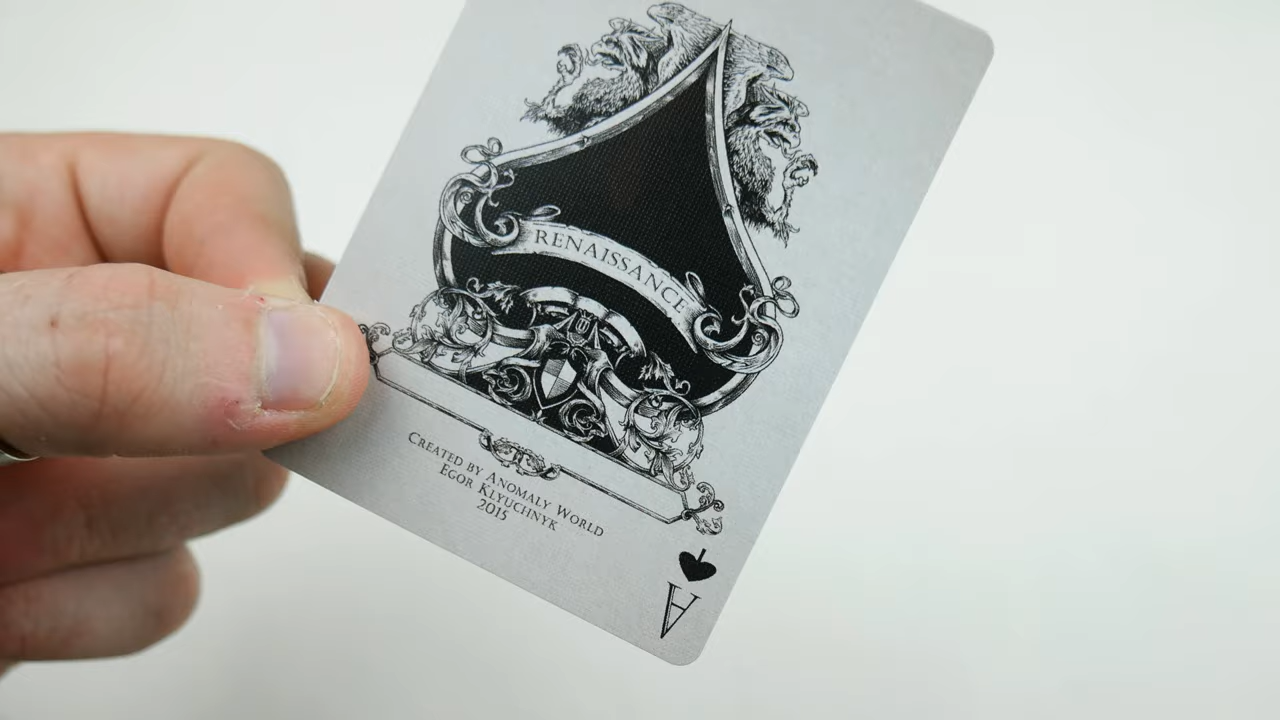 RENAISSANCE
CREATED BY ANOMALY WORLD
EGOR KLYUCHNYK
2015
A